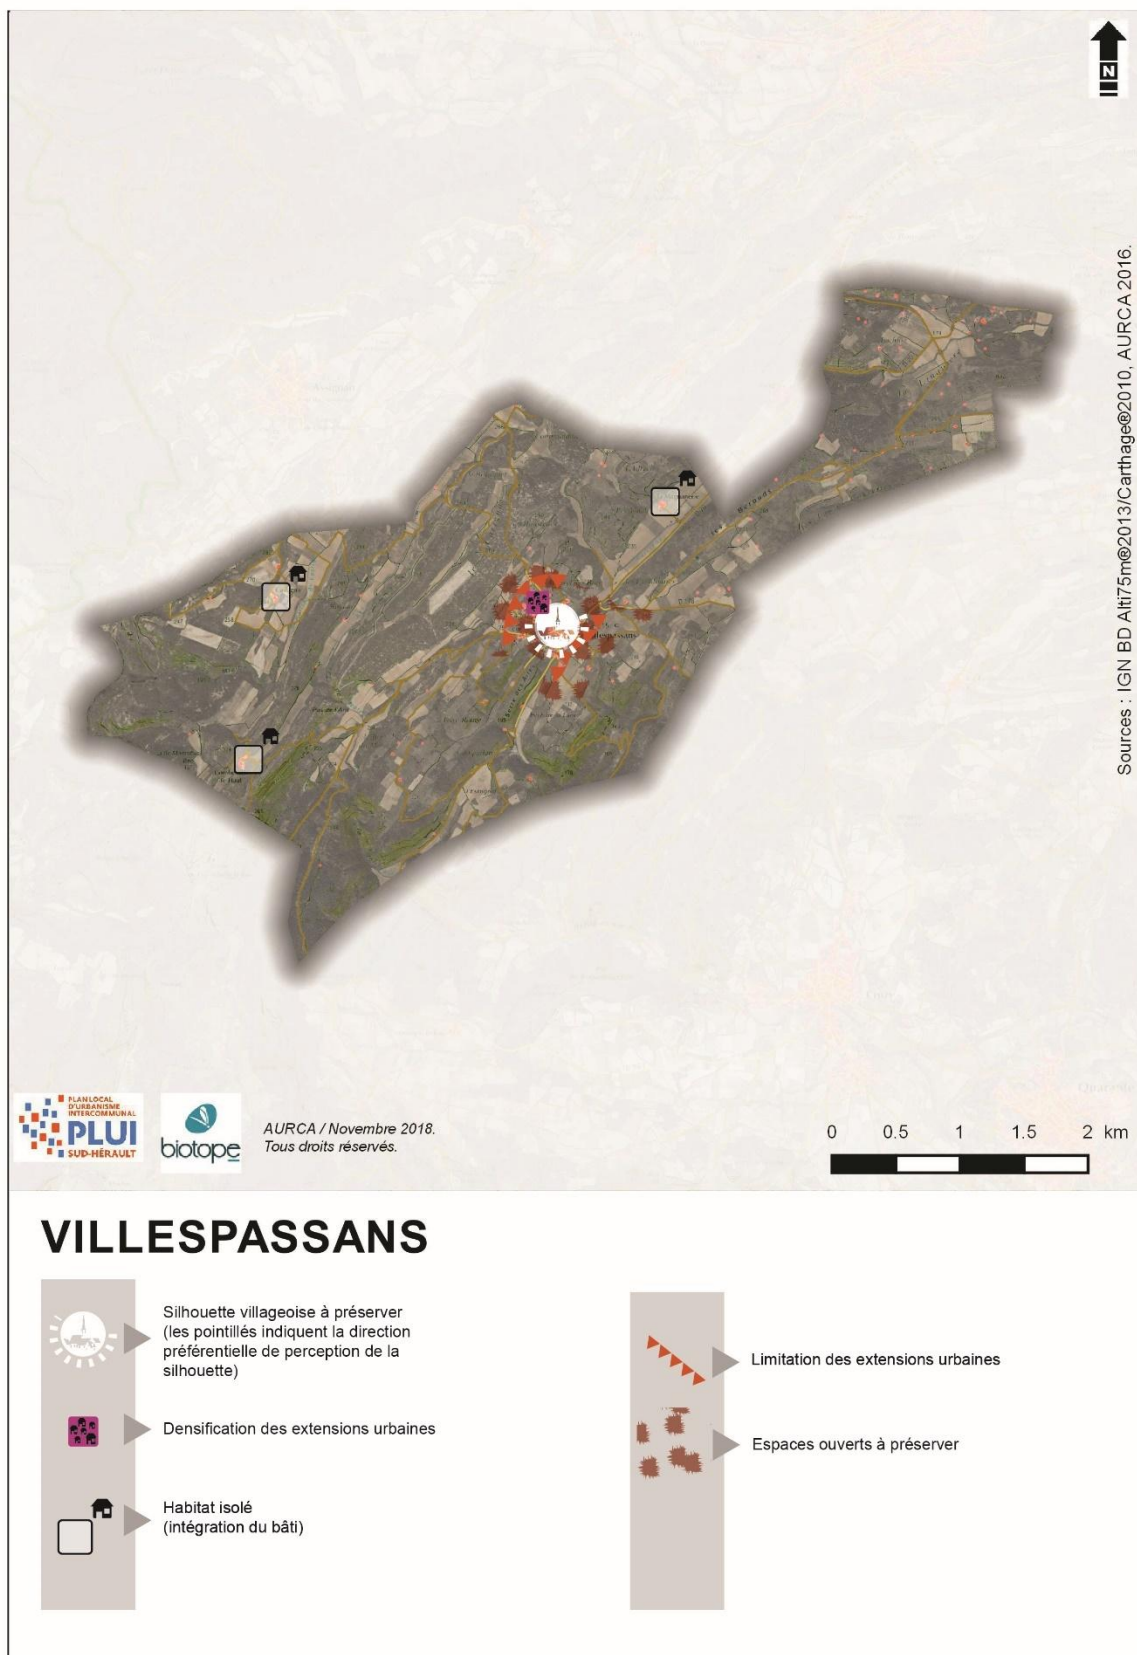 N
Sources : IGN BD Alti75m®2013/Carthage®2010, AURCA 2016.
PLAN LOCAL
D'URBANISME
INTERCOMMUNAL
PLUI
SUD-HÉRAULT
biotope
AURCA / Novembre 2018.
Tous droits réservés.
0 0.5 1 1.5 2 km
VILLESPASSANS
Silhouette villageoise à préserver
(les pointillés indiquent la direction
préférentielle de perception de la
silhouette)
Densification des extensions urbaines
Habitat isolé
(intégration du bâti)
Limitation des extensions urbaines
Espaces ouverts à préserver